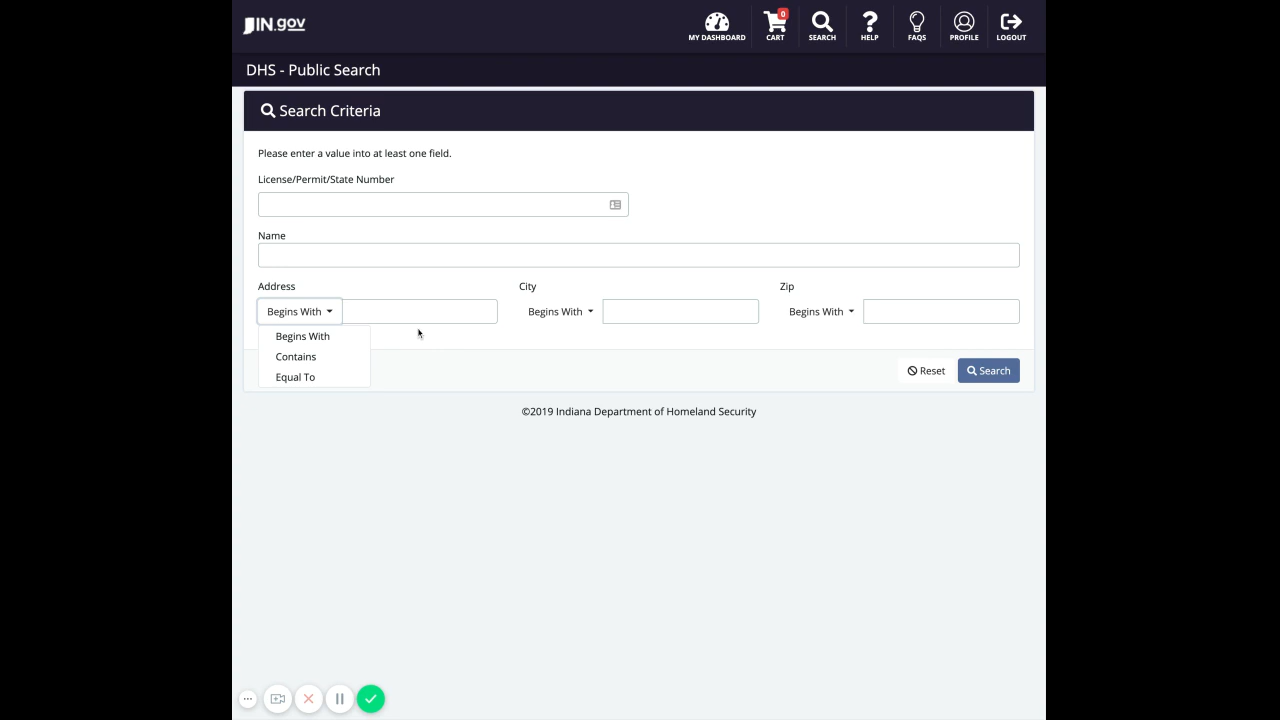 IN.gov
MY DASHBOARD
0
CART
SEARCH
HELP
FAQS
PROFILE
LOGOUT
DHS - Public Search
Search Criteria
Please enter a value into at least one field.
License/Permit/State Number
Name
Address City Zip
Begins With Begins With Begins With
Begins With
Contains
Equal To
Reset Search
©2019 Indiana Department of Homeland Security